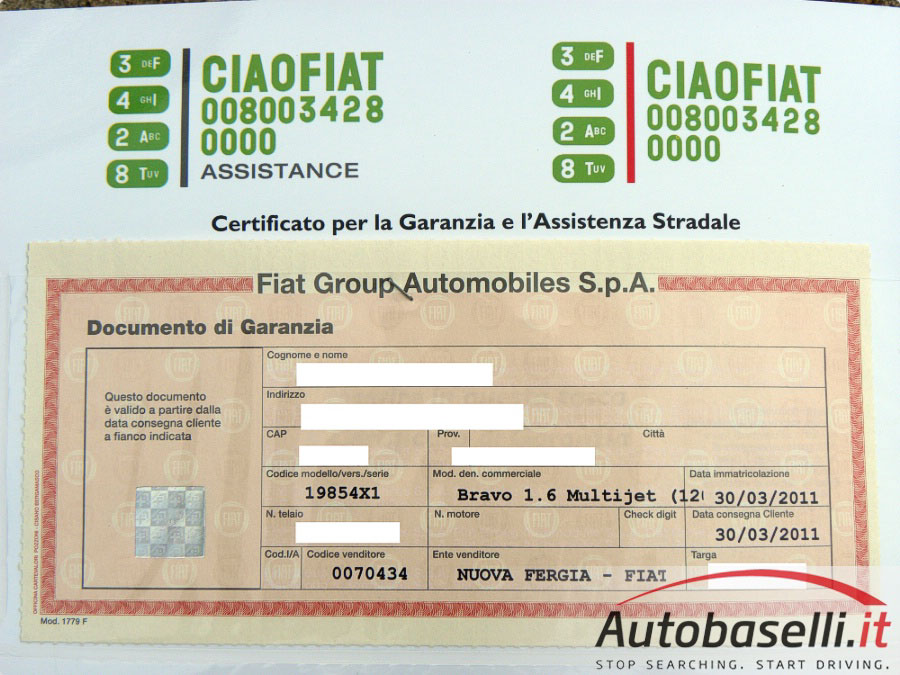 3 DEF
4 GHI
2 ABC
8 TUV
CIAOFIAT
008003428
0000
ASSISTANCE
3 DEF
4 GHI
2 ABC
8 TUV
CIAOFIAT
008003428
0000
Certificato per la Garanzia e l'Assistenza Stradale
Fiat Group Automobiles S.p.A.
Documento di Garanzia
Questo documento
è valido a partire dalla
data consegna cliente
a fianco indicata
Cognome e nome
Indirizzo
CAP Prov. Città
Codice modello/vers./serie Mod. den. commerciale Data immatricolazione
19854X1 Bravo 1.6 Multijet (120 30/03/2011
N. telaio N. motore Check digit Data consegna Cliente
30/03/2011
Cod.I/A Codice venditore Ente venditore Targa
0070434 NUOVA FERGIA - FIAT
Mod. 1779 F
Autobaselli.it
STOP SEARCHING. START DRIVING.